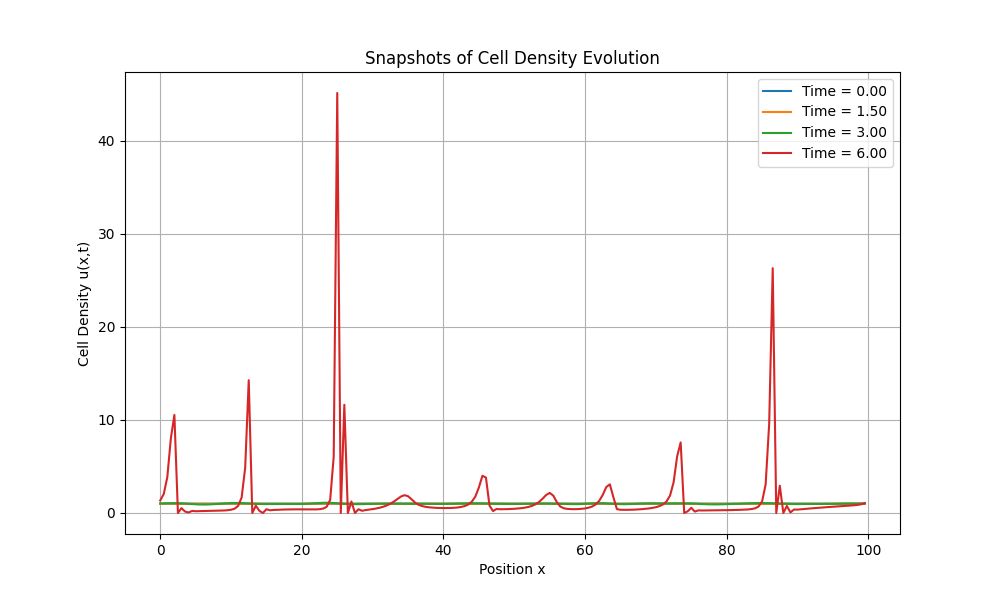 Snapshots of Cell Density Evolution
Time = 0.00
Time = 1.50
Time = 3.00
Time = 6.00
Cell Density u(x,t)
40
30
20
10
0
0 20 40 60 80 100
Position x